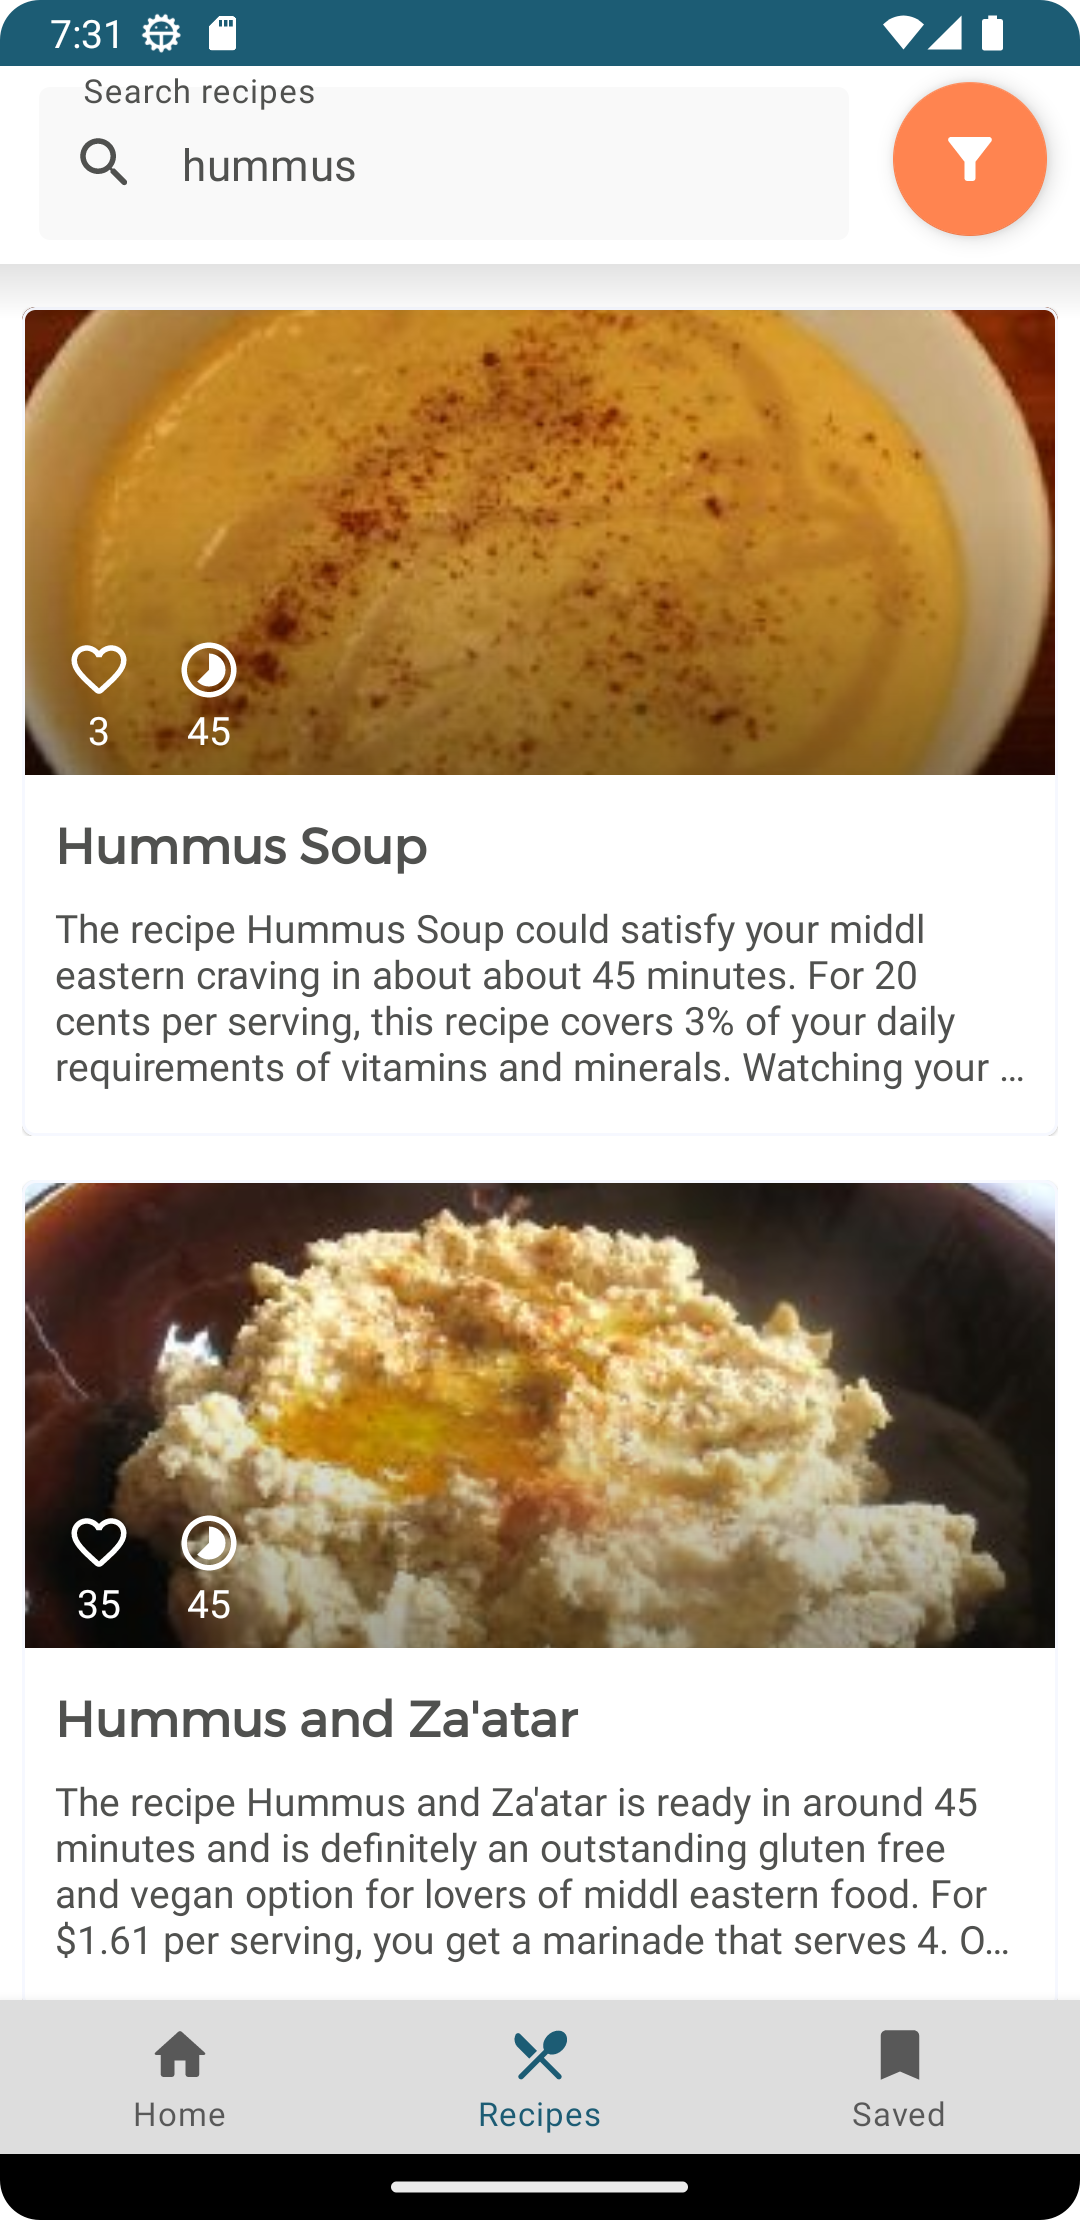 7:31
Search recipes
hummus
3
45
Hummus Soup
The recipe Hummus Soup could satisfy your middl
eastern craving in about about 45 minutes. For 20
cents per serving, this recipe covers 3% of your daily
requirements of vitamins and minerals. Watching your ...
35
45
Hummus and Za'atar
The recipe Hummus and Za'atar is ready in around 45
minutes and is definitely an outstanding gluten free
and vegan option for lovers of middl eastern food. For
$1.61 per serving, you get a marinade that serves 4. O...
Home
Recipes
Saved